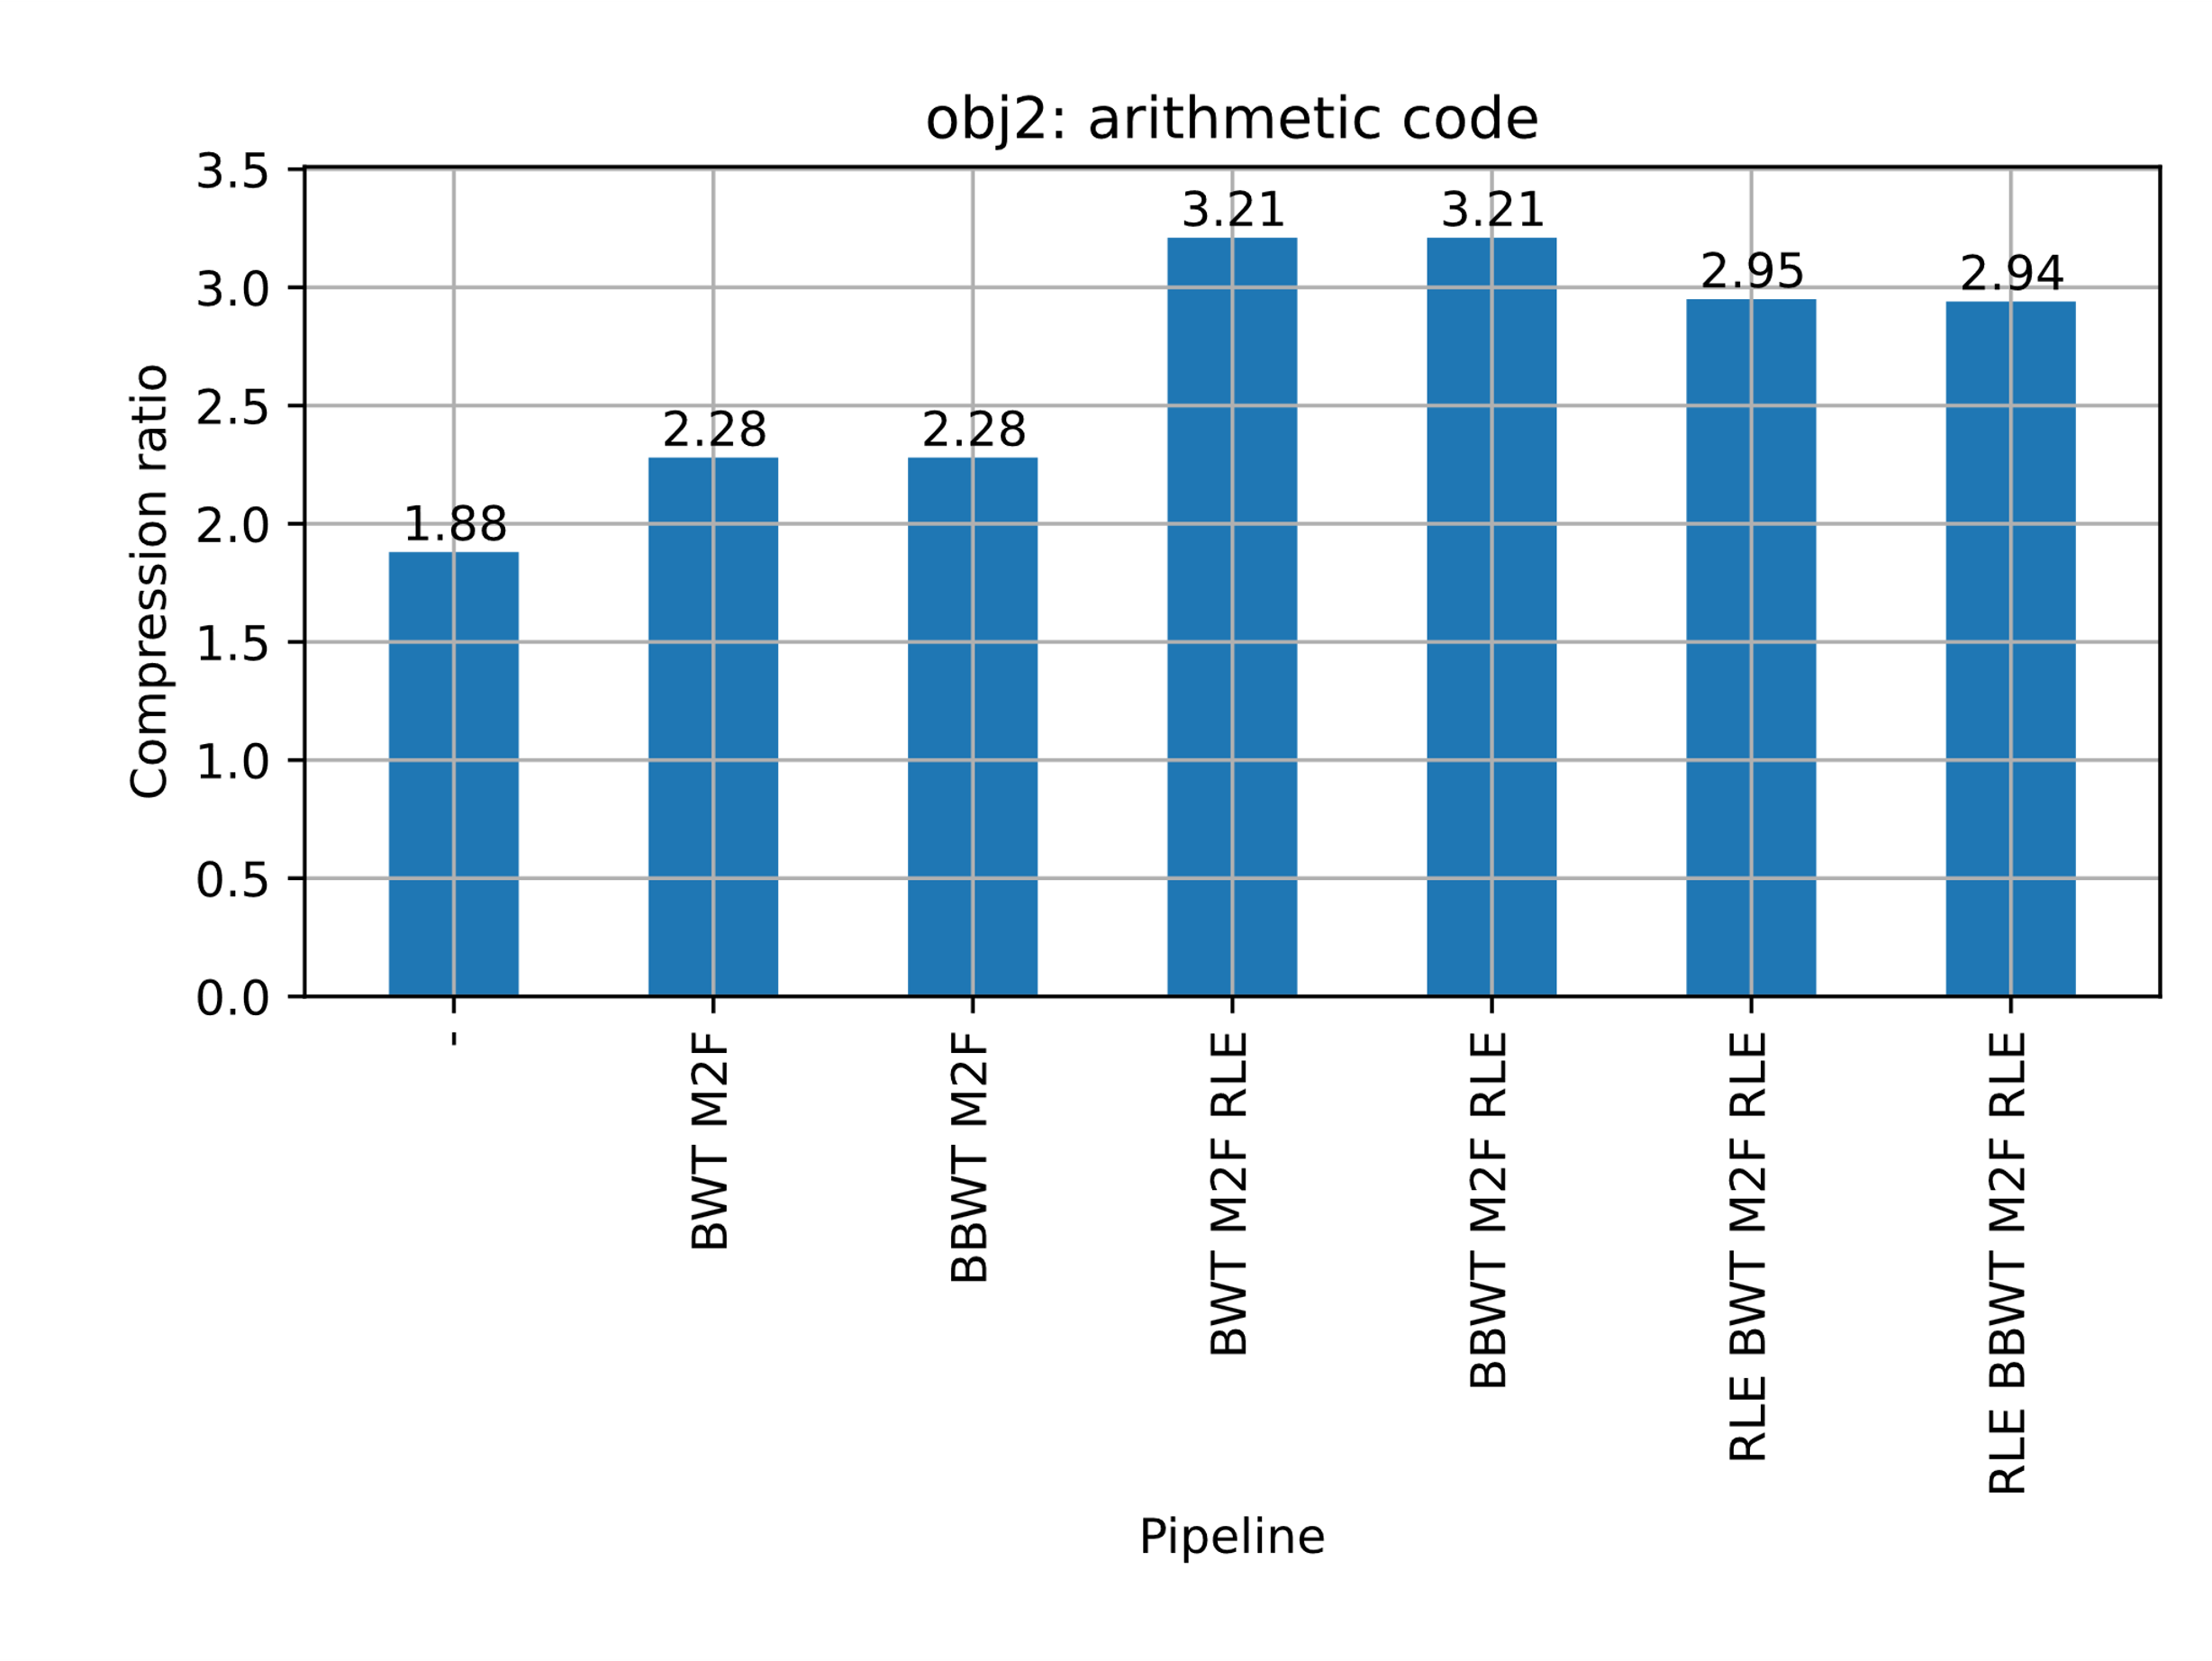 obj2: arithmetic code
Compression ratio
3.5
3.0
2.5
2.0
1.5
1.0
0.5
0.0
1.88
2.28
2.28
3.21
3.21
2.95
2.94
-
BWT M2F
BBWT M2F
BWT M2F RLE
BBWT M2F RLE
RLE BWT M2F RLE
RLE BBWT M2F RLE
Pipeline